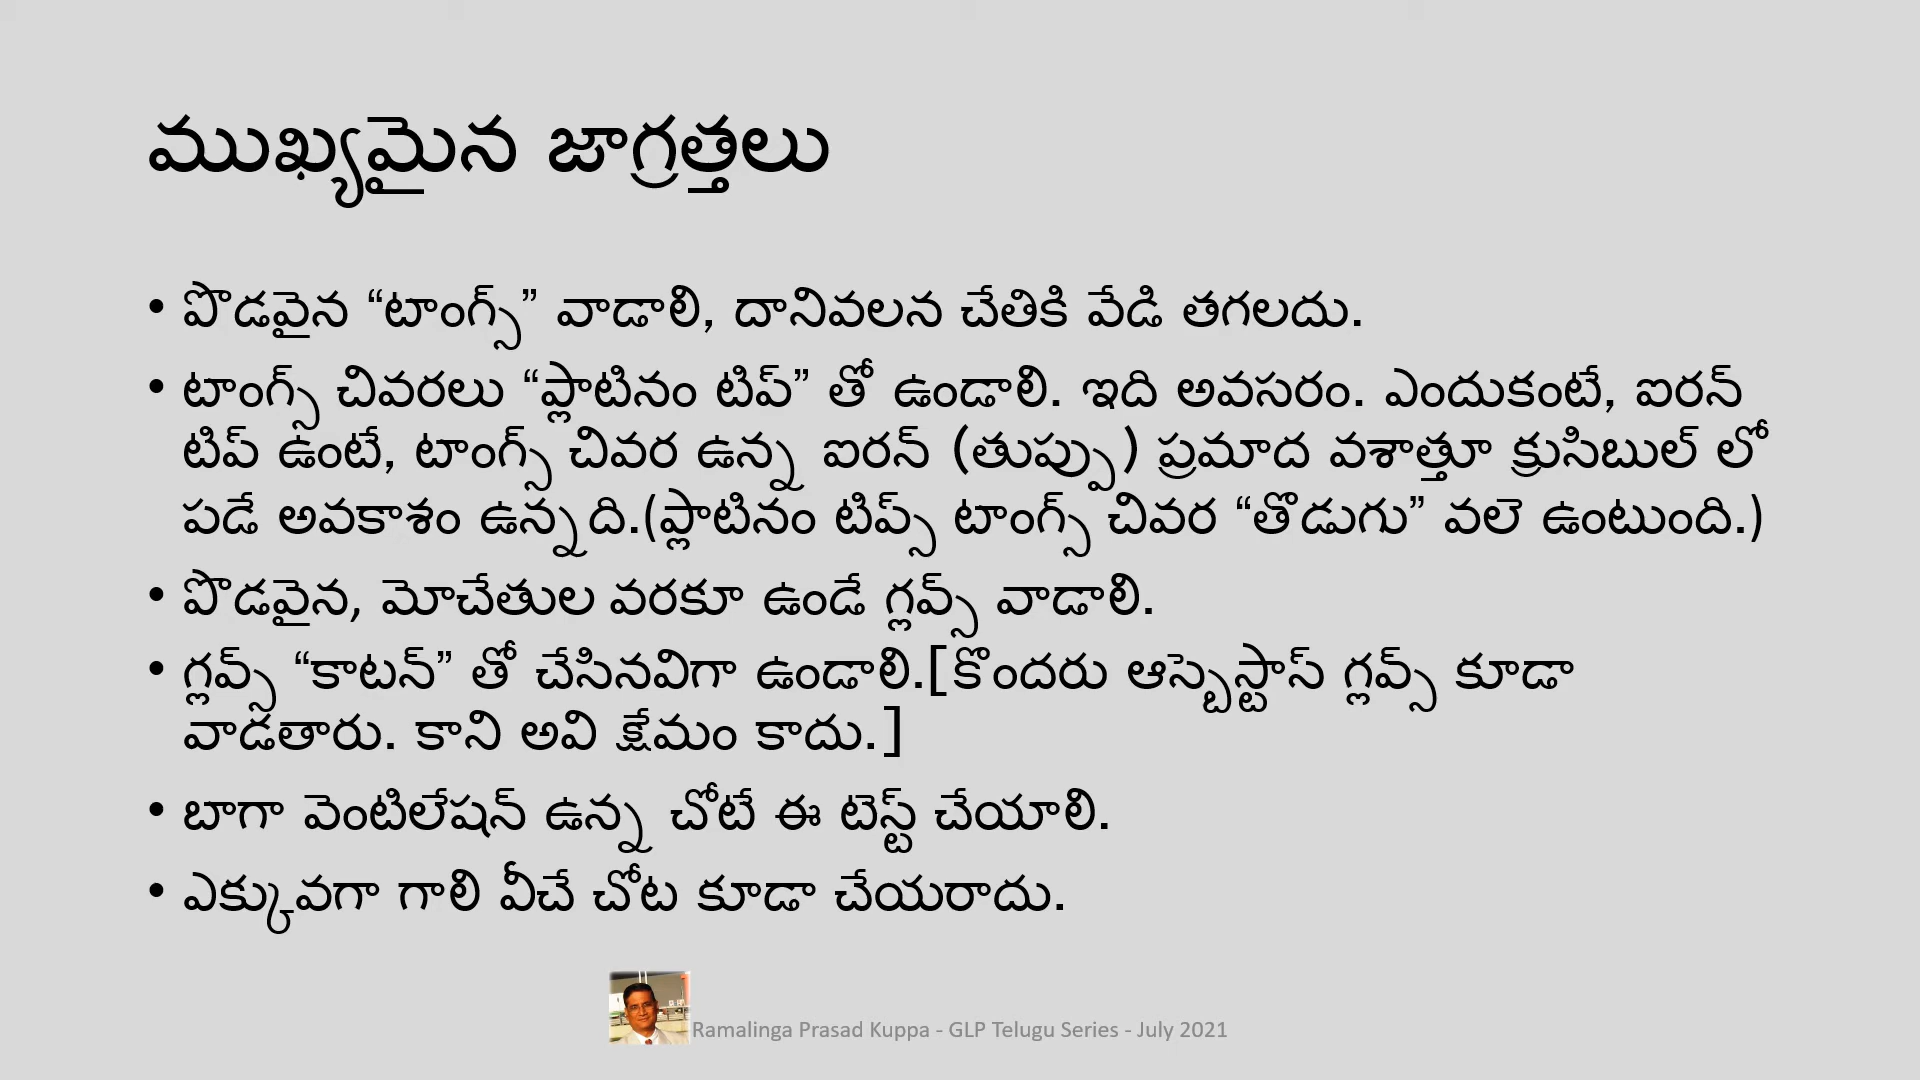 ముఖ్యమైన జాగ్రత్తలు
• పొడవైన “టాంగ్స్” వాడాలి, దానివలన చేతికి వేడి తగలదు.
• టాంగ్స్ చివరలు “ప్లాటినం టిప్” తో ఉండాలి. ఇది అవసరం. ఎందుకంటే, ఐరన్
టిప్ ఉంటే, టాంగ్స్ చివర ఉన్న ఐరన్ (తుప్పు) ప్రమాద వశాత్తూ క్రుసిబుల్ లో
పడే అవకాశం ఉన్నది.(ప్లాటినం టిప్స్ టాంగ్స్ చివర “తొడుగు” వలె ఉంటుంది.)
• పొడవైన, మోచేతుల వరకూ ఉండే గ్లవ్స్ వాడాలి.
• గ్లవ్స్ “కాటన్” తో చేసినవిగా ఉండాలి.[కొందరు ఆస్బెస్టాస్ గ్లవ్స్ కూడా
వాడతారు. కాని అవి క్షేమం కాదు.]
• బాగా వెంటిలేషన్ ఉన్న చోటే ఈ టెస్ట్ చేయాలి.
• ఎక్కువగా గాలి వీచే చోట కూడా చేయరాదు.
Ramalinga Prasad Kuppa - GLP Telugu Series - July 2021